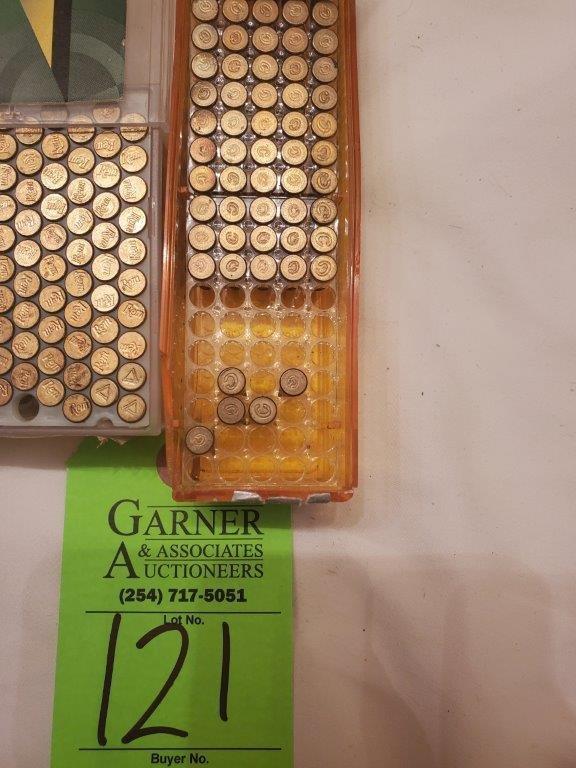 GARNER
& ASSOCIATES
AUCTIONEERS
(254) 717-5051
Lot No.
121
Buyer No.